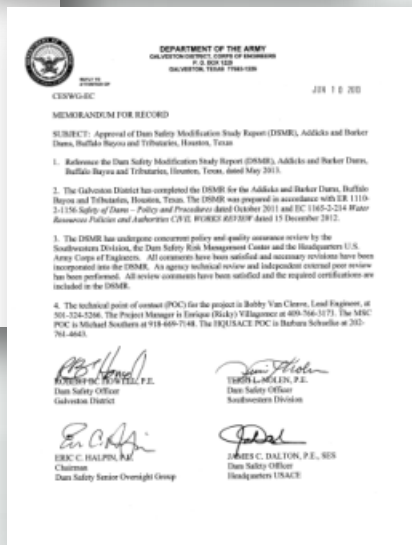 DEPARTMENT OF THE ARMY
GALVESTON DISTRICT, CORPS OF ENGINEERS
P. O. BOX 1229
GALVESTON, TEXAS 77553-1229
REPLY TO
ATTENTION OF
CESWG-EC
JUN 10 2013
MEMORANDUM FOR RECORD
SUBJECT: Approval of Dam Safety Modification Study Report (DSMR), Addicks and Barker
Dams, Buffalo Bayou and Tributaries, Houston, Texas
1. Reference the Dam Safety Modification Study Report (DSMR), Addicks and Barker Dams,
Buffalo Bayou and Tributaries, Houston, Texas, dated May 2013.
2. The Galveston District has completed the DSMR for the Addicks and Barker Dams, Buffalo
Bayou and Tributaries, Houston, Texas. The DSMR was prepared in accordance with ER 1110-
2-1156 Safety of Dams – Policy and Procedures dated October 2011 and EC 1165-2-214 Water
Resources Policies and Authorities CIVIL WORKS REVIEW dated 15 December 2012.
3. The DSMR has undergone concurrent policy and quality assurance review by the
Southwestern Division, the Dam Safety Risk Management Center and the Headquarters U.S.
Army Corps of Engineers. All comments have been satisfied and necessary revisions have been
incorporated into the DSMR. An agency technical review and independent external peer review
has been performed. All review comments have been satisfied and the required certifications are
included in the DSMR.
4. The technical point of contact (POC) for the project is Bobby Van Cleave, Lead Engineer, at
501-324-5266. The Project Manager is Enrique (Ricky) Villagomez at 409-766-3173. The MSC
POC is Michael Southern at 918-669-7148. The HQUSACE POC is Barbara Schuelke at 202-
761-4643.
ROBERT C. HOWELL, P.E.
Dam Safety Officer
Galveston District
TERRI L. NOLEN, P.E.
Dam Safety Officer
Southwestern Division
ERIC C. HALPIN, P.E.
Chairman
Dam Safety Senior Oversight Group
JAMES C. DALTON, P.E., SES
Dam Safety Officer
Headquarters USACE